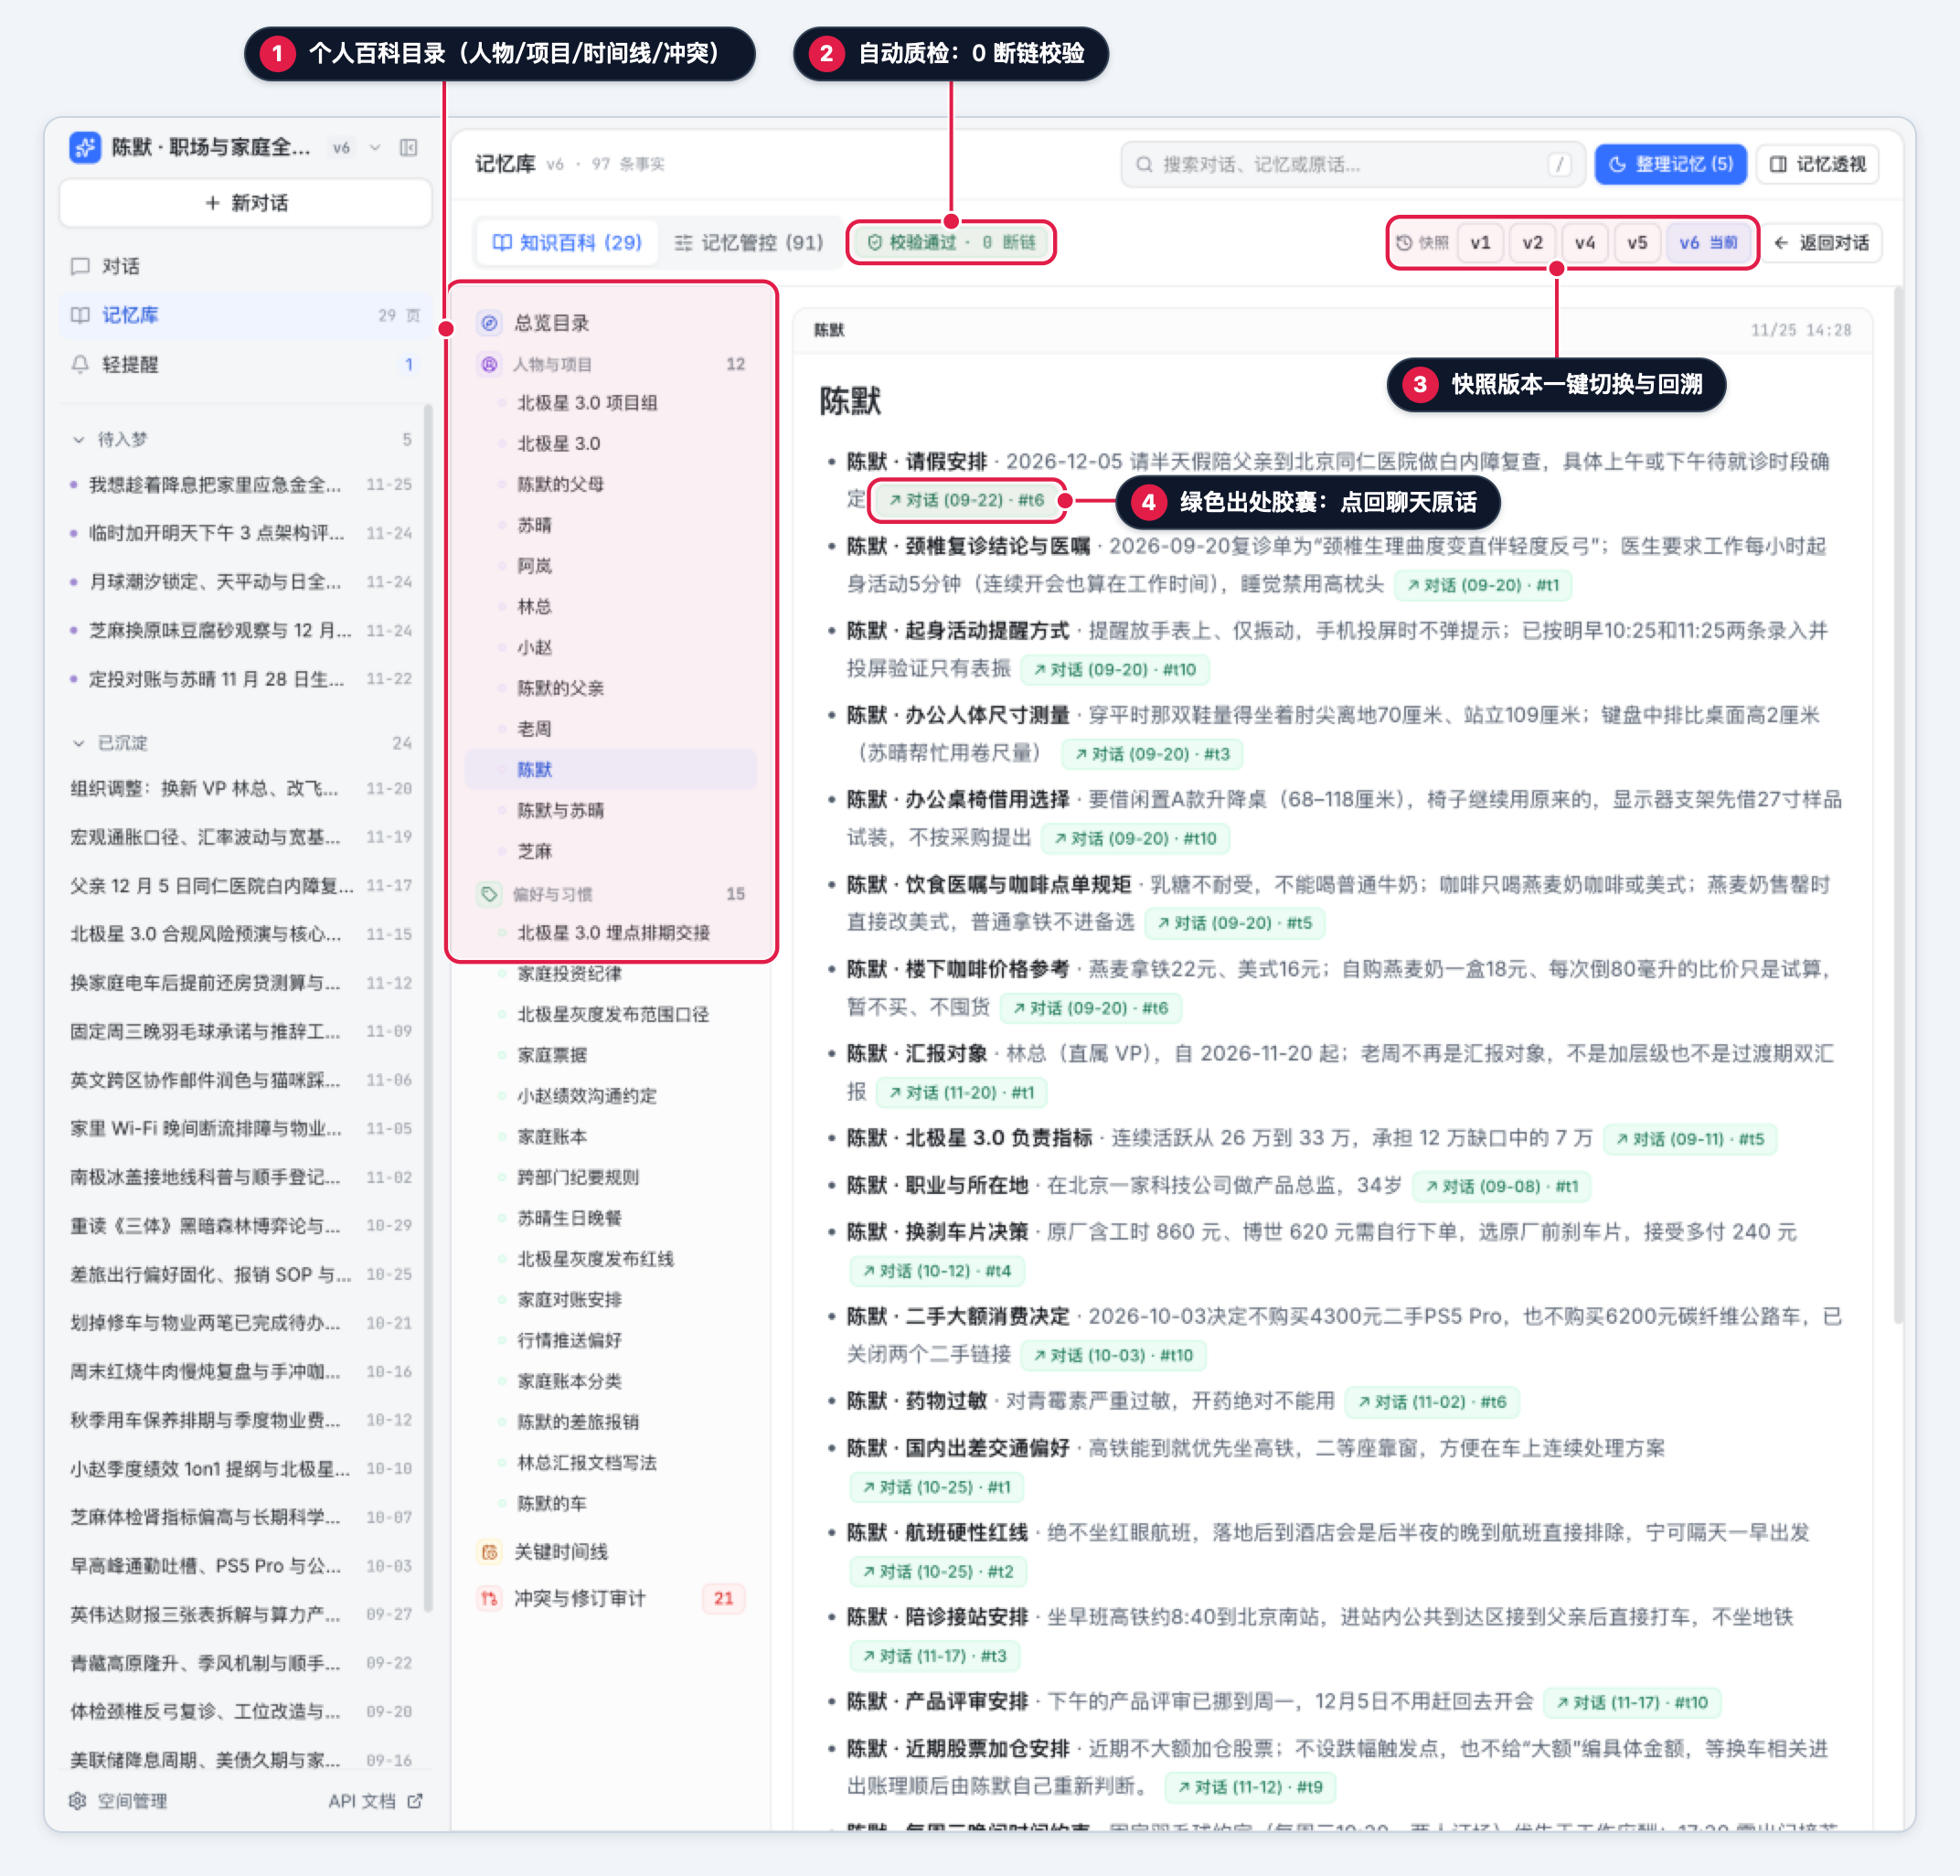 1 个人百科目录（人物/项目/时间线/冲突）
2 自动质检：0 断链校验
陈默 · 职场与家庭全... v6
+ 新对话
对话
记忆库 29 页
轻提醒 1
待入梦 5
我想趁着降息把家里应急金全... 11-25
临时加开明天下午 3 点架构评... 11-24
月球潮汐锁定、天平动与日全... 11-24
芝麻换原味豆腐砂观察与 12 月... 11-24
定投对账与苏晴 11 月 28 日生... 11-22
已沉淀 24
组织调整：换新 VP 林总、改飞... 11-20
宏观通胀口径、汇率波动与宽基... 11-19
父亲 12 月 5 日同仁医院白内障复... 11-17
北极星 3.0 合规风险预演与核心... 11-15
换家庭电车后提前还房贷测算与... 11-12
固定周三晚羽毛球承诺与推辞工... 11-09
英文跨区协作邮件润色与猫咪踩... 11-06
家里 Wi-Fi 晚间断流排障与物业... 11-05
南极冰盖接地线科普与顺手登记... 11-02
重读《三体》黑暗森林博弈论与... 10-29
差旅出行偏好固化、报销 SOP 与... 10-25
划掉修车与物业两笔已完成待办... 10-21
周末红烧牛肉慢炖复盘与手冲咖... 10-16
秋季用车保养排期与季度物业费... 10-12
小赵季度绩效 1on1 提纲与北极星... 10-10
芝麻体检肾指标偏高与长期科学... 10-07
早高峰通勤吐槽、PS5 Pro 与公... 10-03
英伟达财报三张表拆解与算力产... 09-27
青藏高原隆升、季风机制与顺手... 09-22
体检颈椎反弓复诊、工位改造与... 09-20
美联储降息周期、美债久期与家... 09-16
空间管理 API 文档
记忆库 v6 · 97 条事实
搜索对话、记忆或原话... /
整理记忆 (5)
记忆透视
知识百科 (29)
记忆管控 (91)
校验通过 · 0 断链
快照 v1 v2 v4 v5 v6 当前
← 返回对话
3 快照版本一键切换与回溯
总览目录
人物与项目 12
北极星 3.0 项目组
北极星 3.0
陈默的父母
苏晴
阿岚
林总
小赵
陈默的父亲
老周
陈默
陈默与苏晴
芝麻
偏好与习惯 15
北极星 3.0 埋点排期交接
家庭投资纪律
北极星灰度发布范围口径
家庭票据
小赵绩效沟通约定
家庭账本
跨部门纪要规则
苏晴生日晚餐
北极星灰度发布红线
家庭对账安排
行情推送偏好
家庭账本分类
陈默的差旅报销
林总汇报文档写法
陈默的车
关键时间线
冲突与修订审计 21
陈默 11/25 14:28
陈默
• 陈默 · 请假安排 · 2026-12-05 请半天假陪父亲到北京同仁医院做白内障复查，具体上午或下午待就诊时段确
定 ↗ 对话 (09-22) · #t6
4 绿色出处胶囊：点回聊天原话
• 陈默 · 颈椎复诊结论与医嘱 · 2026-09-20复诊单为“颈椎生理曲度变直伴轻度反弓”；医生要求工作每小时起
身活动5分钟（连续开会也算在工作时间），睡觉禁用高枕头 ↗ 对话 (09-20) · #t1
• 陈默 · 起身活动提醒方式 · 提醒放手表上、仅振动，手机投屏时不弹提示；已按明早10:25和11:25两条录入并
投屏验证只有表振 ↗ 对话 (09-20) · #t10
• 陈默 · 办公人体尺寸测量 · 穿平时那双鞋量得坐着肘尖离地70厘米、站立109厘米；键盘中排比桌面高2厘米
（苏晴帮忙用卷尺量） ↗ 对话 (09-20) · #t3
• 陈默 · 办公桌椅借用选择 · 要借闲置A款升降桌（68–118厘米），椅子继续用原来的，显示器支架先借27寸样品
试装，不按采购提出 ↗ 对话 (09-20) · #t10
• 陈默 · 饮食医嘱与咖啡点单规矩 · 乳糖不耐受，不能喝普通牛奶；咖啡只喝燕麦奶咖啡或美式；燕麦奶售罄时
直接改美式，普通拿铁不进备选 ↗ 对话 (09-20) · #t5
• 陈默 · 楼下咖啡价格参考 · 燕麦拿铁22元、美式16元；自购燕麦奶一盒18元、每次倒80毫升的比价只是试算，
暂不买、不囤货 ↗ 对话 (09-20) · #t6
• 陈默 · 汇报对象 · 林总（直属 VP），自 2026-11-20 起；老周不再是汇报对象，不是加层级也不是过渡期双汇
报 ↗ 对话 (11-20) · #t1
• 陈默 · 北极星 3.0 负责指标 · 连续活跃从 26 万到 33 万，承担 12 万缺口中的 7 万 ↗ 对话 (09-11) · #t5
• 陈默 · 职业与所在地 · 在北京一家科技公司做产品总监，34岁 ↗ 对话 (09-08) · #t1
• 陈默 · 换刹车片决策 · 原厂含工时 860 元、博世 620 元需自行下单，选原厂前刹车片，接受多付 240 元
↗ 对话 (10-12) · #t4
• 陈默 · 二手大额消费决定 · 2026-10-03决定不购买4300元二手PS5 Pro，也不购买6200元碳纤维公路车，已
关闭两个二手链接 ↗ 对话 (10-03) · #t10
• 陈默 · 药物过敏 · 对青霉素严重过敏，开药绝对不能用 ↗ 对话 (11-02) · #t6
• 陈默 · 国内出差交通偏好 · 高铁能到就优先坐高铁，二等座靠窗，方便在车上连续处理方案
↗ 对话 (10-25) · #t1
• 陈默 · 航班硬性红线 · 绝不坐红眼航班，落地后到酒店会是后半夜的晚到航班直接排除，宁可隔天一早出发
↗ 对话 (10-25) · #t2
• 陈默 · 陪诊接站安排 · 坐早班高铁约8:40到北京南站，进站内公共到达区接到父亲后直接打车，不坐地铁
↗ 对话 (11-17) · #t3
• 陈默 · 产品评审安排 · 下午的产品评审已挪到周一，12月5日不用赶回去开会 ↗ 对话 (11-17) · #t10
• 陈默 · 近期股票加仓安排 · 近期不大额加仓股票；不设跌幅触发点，也不给“大额”编具体金额，等换车相关进
出账理顺后由陈默自己重新判断。 ↗ 对话 (11-12) · #t9